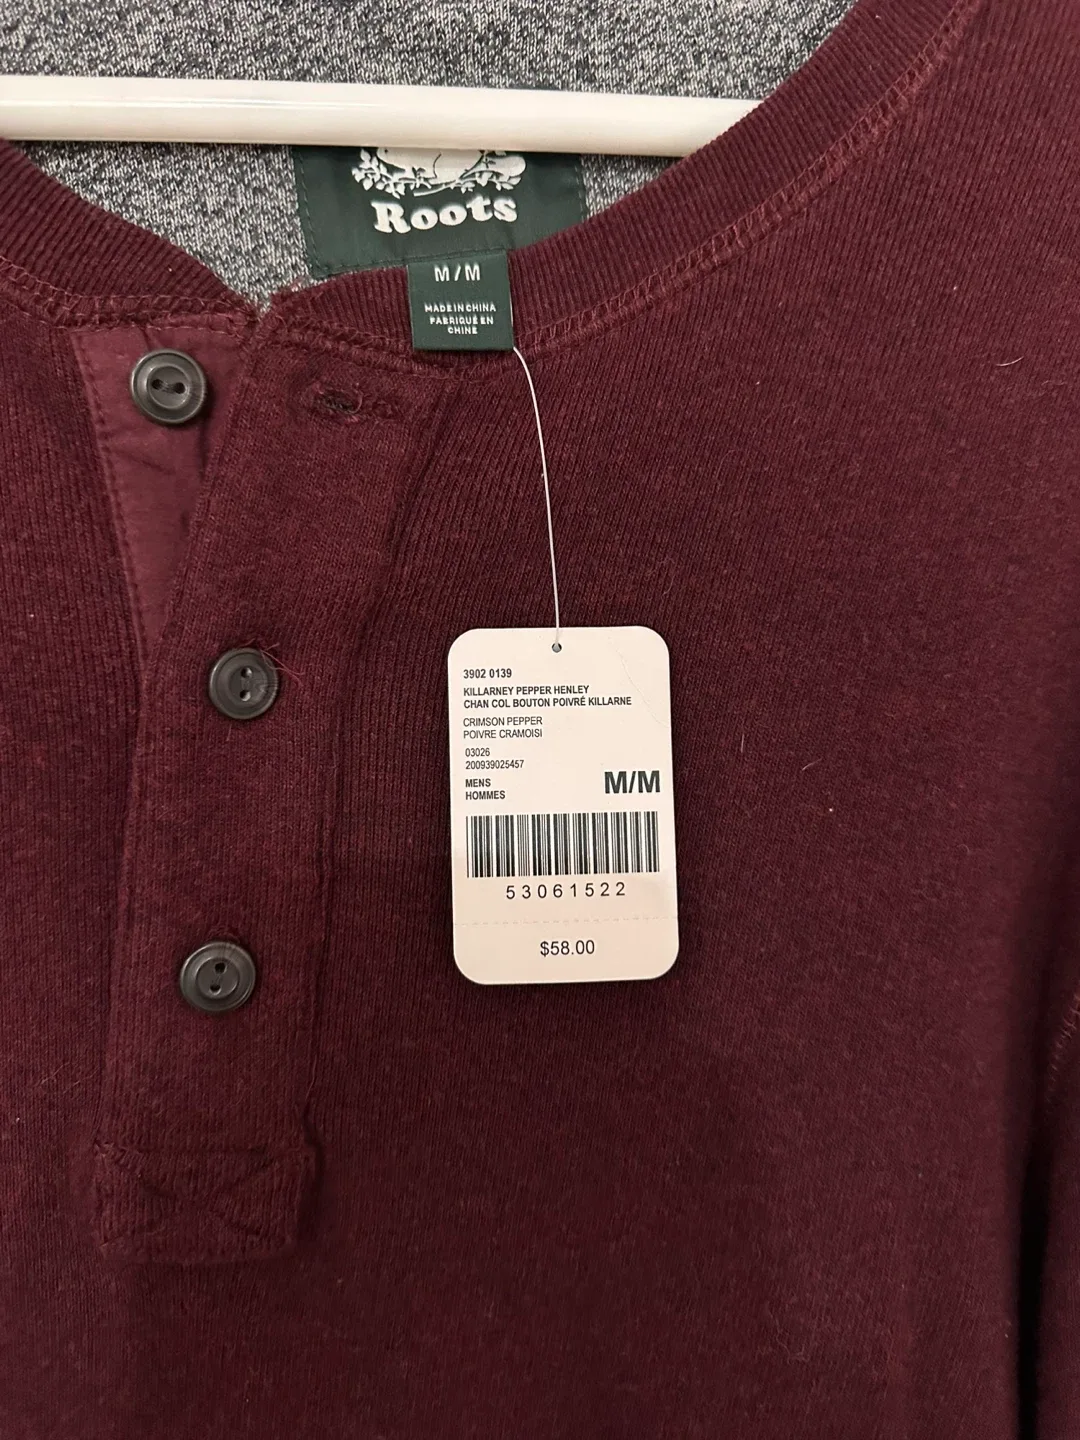 Roots
M / M
MADE IN CHINA
FABRIQUÉ EN
CHINE
3902 0139
KILLARNEY PEPPER HENLEY
CHAN COL BOUTON POIVRÉ KILLARNE
CRIMSON PEPPER
POIVRE CRAMOISI
03026
200939025457
MENS
HOMMES
M/M
53061522
$58.00